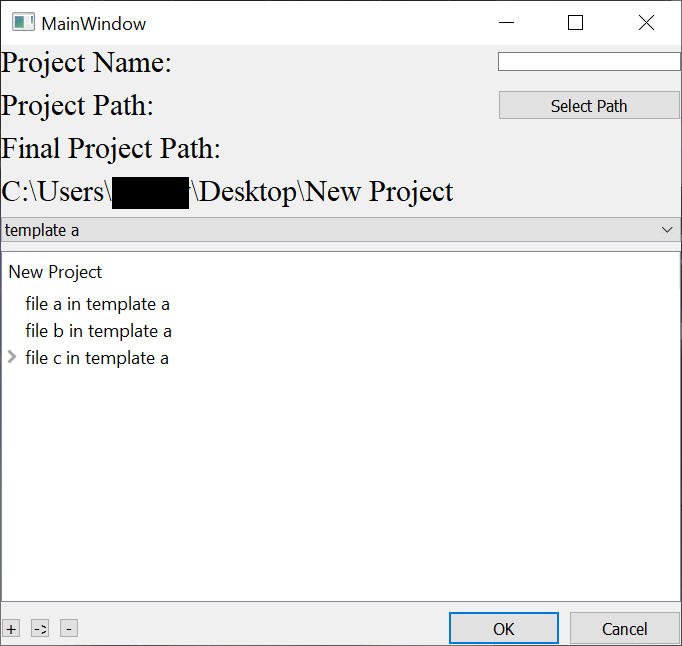 MainWindow
Project Name:
Project Path:
Select Path
Final Project Path:
C:\Users\ \Desktop\New Project
template a
New Project
file a in template a
file b in template a
file c in template a
+ -> -
OK Cancel